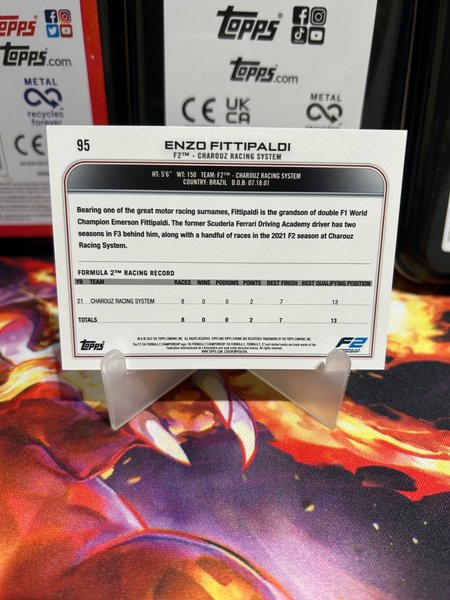 Topps
Topps
Topps.com
METAL
recycles
forever
Topps
Topps.com
CE
UK
CA
METAL
recycles
forever
95
ENZO FITTIPALDI
F2™ - CHAROUZ RACING SYSTEM
HT: 5'6" WT: 150 TEAM: F2™ - CHAROUZ RACING SYSTEM
COUNTRY: BRAZIL D.O.B: 07.18.01
Bearing one of the great motor racing surnames, Fittipaldi is the grandson of double F1 World
Champion Emerson Fittipaldi. The former Scuderia Ferrari Driving Academy driver has two
seasons in F3 behind him, along with a handful of races in the 2021 F2 season at Charouz
Racing System.
FORMULA 2™ RACING RECORD
YR TEAM RACES WINS PODIUMS POINTS BEST FINISH BEST QUALIFYING POSITION
21 CHAROUZ RACING SYSTEM 8 0 0 2 7 13
TOTALS 8 0 0 2 7 13
Topps
F2